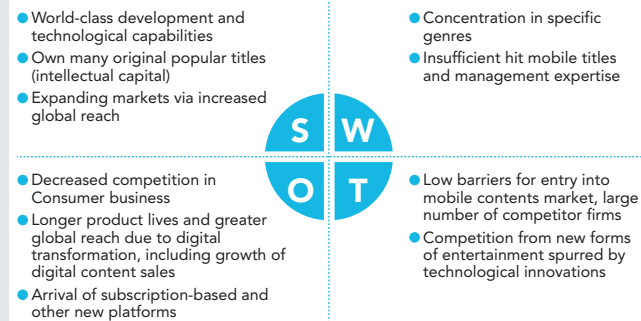 ● World-class development and
technological capabilities
● Own many original popular titles
(intellectual capital)
● Expanding markets via increased
global reach
● Concentration in specific
genres
● Insufficient hit mobile titles
and management expertise
S W
O T
● Decreased competition in
Consumer business
● Longer product lives and greater
global reach due to digital
transformation, including growth of
digital content sales
● Arrival of subscription-based and
other new platforms
● Low barriers for entry into
mobile contents market, large
number of competitor firms
● Competition from new forms
of entertainment spurred by
technological innovations